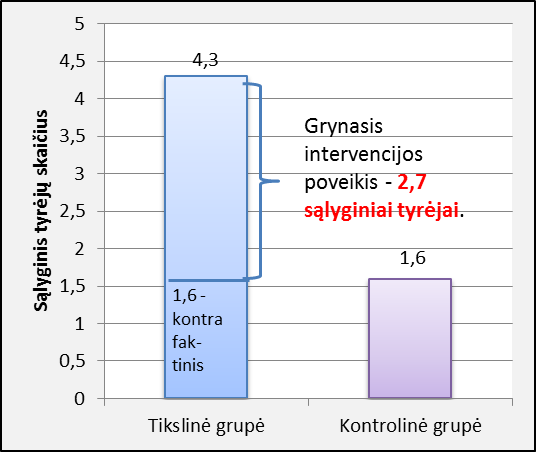 Sąlyginis tyrėjų skaičius
5
4,5
4
3,5
3
2,5
2
1,5
1
0,5
0
4,3
Grynasis
intervencijos
poveikis - 2,7
sąlyginiai tyrėjai.
1,6
1,6 -
kontra
fak-
tinis
Tikslinė grupė
Kontrolinė grupė